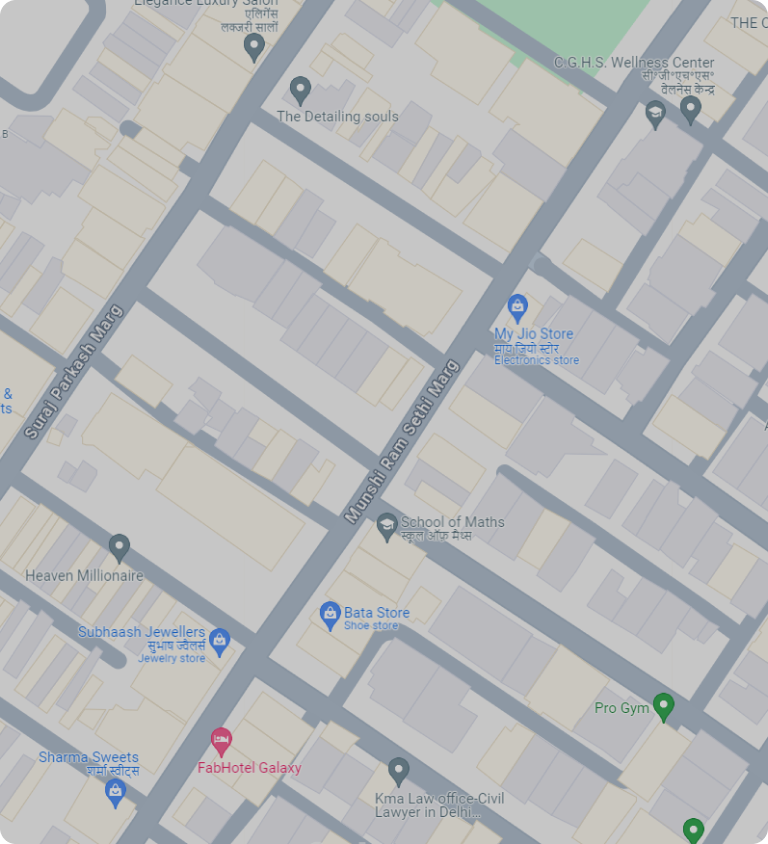 Elegance Luxury Salon
एलिगेंस
लक्जरी सालों
THE C
C G H S. Wellness Center
सी॰जी॰एच॰एस॰
वेलनेस केन्द्र
The Detailing souls
B
My Jio Store
माय जियो स्टोर
Electronics store
Suraj Parkash Marg
Munshi Ram Sethi Marg
&
ts
School of Maths
स्कूल ऑफ़ मैथ्स
Heaven Millionaire
Bata Store
Shoe store
Subhaash Jewellers
सुभाष ज्वैलर्स
Jewelry store
Pro Gym
Sharma Sweets
शर्मा स्वीट्स
FabHotel Galaxy
Kma Law office-Civil
Lawyer in Delhi...